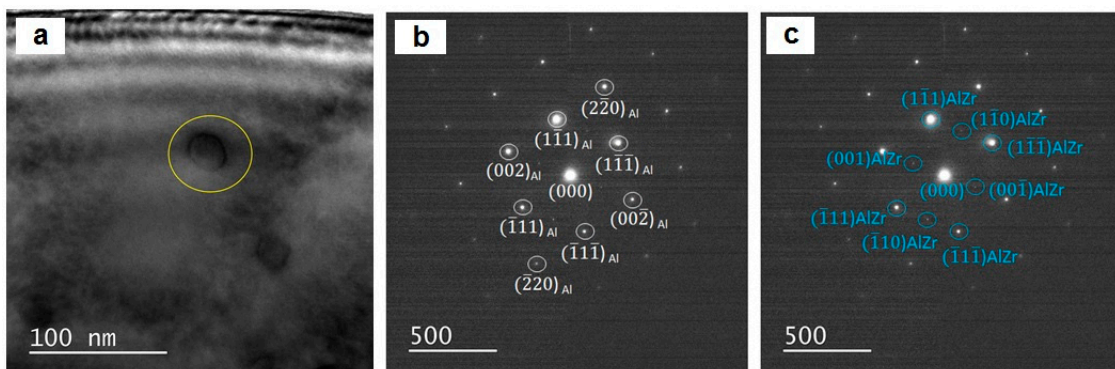 a
100 nm
b
(2̄20) Al
(11̄1) Al
(11̄1̄) Al
(002) Al
(000)
(002̄) Al
(1̄11) Al
(1̄11̄) Al
(2̄20) Al
500
c
(11̄1)AlZr
(11̄0)AlZr
(11̄1̄)AlZr
(001)AlZr
(000)
(001̄)AlZr
(1̄11)AlZr
(1̄10)AlZr
(1̄11̄)AlZr
500